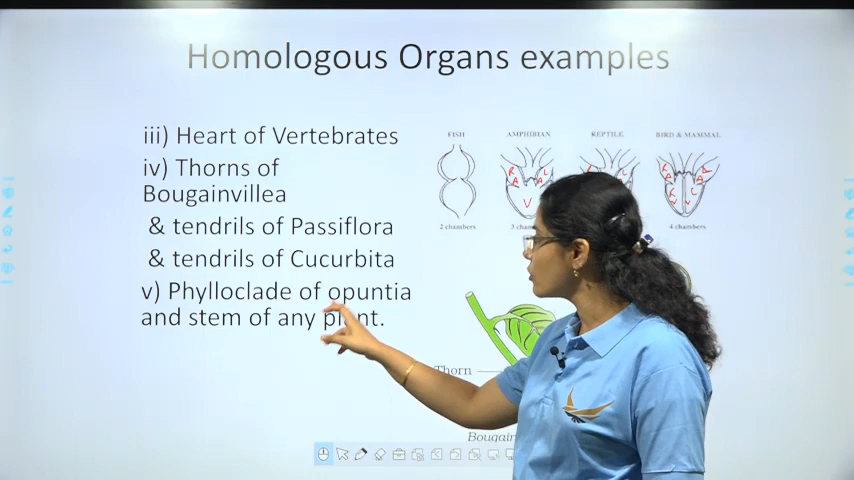 Homologous Organs examples
iii) Heart of Vertebrates
iv) Thorns of
Bougainvillea
& tendrils of Passiflora
& tendrils of Cucurbita
v) Phylloclade of opuntia
and stem of any plant.
FISH AMPHIBIAN REPTILE BIRD & MAMMAL
2 chambers 4 chambers
Thorn